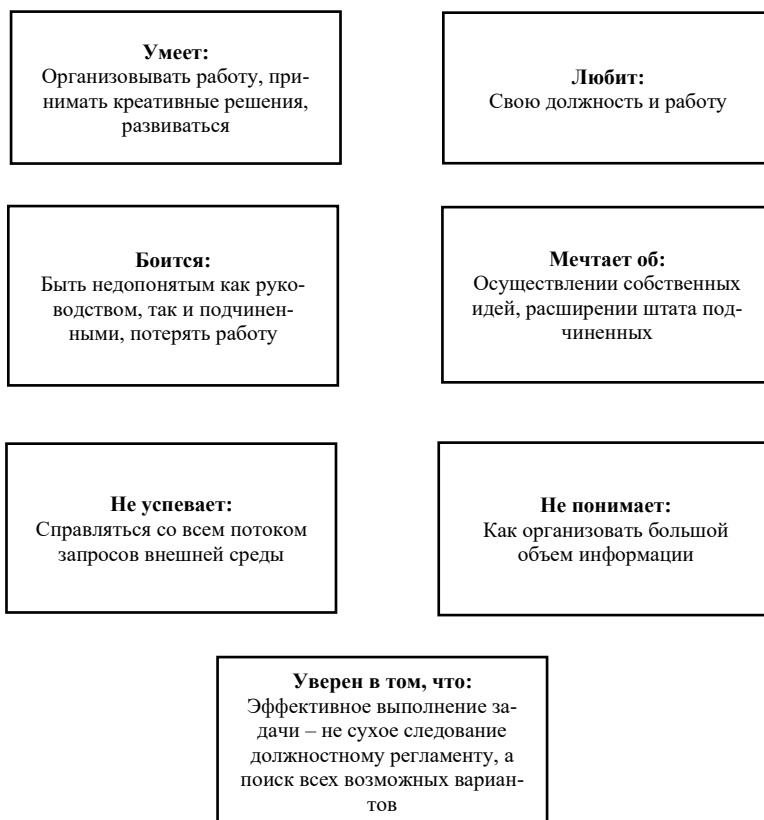 Умеет:
Организовывать работу, при-
нимать креативные решения,
развиваться
Любит:
Свою должность и работу
Боится:
Быть недопонятым как руко-
водством, так и подчинен-
ными, потерять работу
Мечтает об:
Осуществлении собственных
идей, расширении штата под-
чиненных
Не успевает:
Справляться со всем потоком
запросов внешней среды
Не понимает:
Как организовать большой
объем информации
Уверен в том, что:
Эффективное выполнение за-
дачи – не сухое следование
должностному регламенту, а
поиск всех возможных вариан-
тов